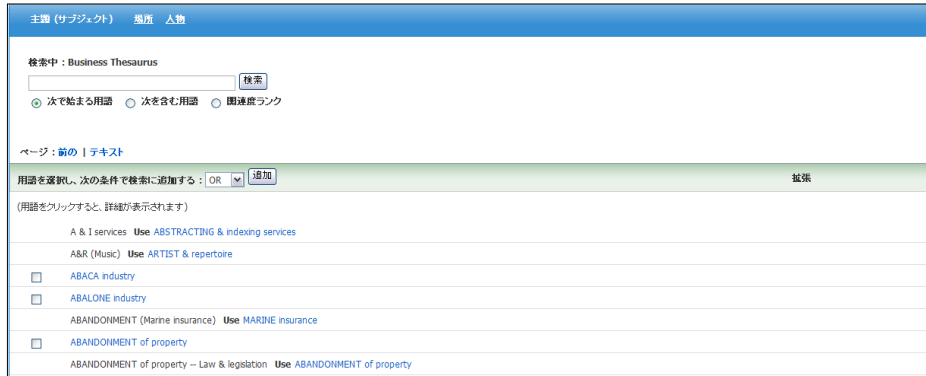 主題 (サブジェクト) 場所 人物
検索中：Business Thesaurus
検索
次で始まる用語 次を含む用語 関連度ランク
ページ：前の | テキスト
用語を選択し、次の条件で検索に追加する：OR 追加 拡張
(用語をクリックすると、詳細が表示されます)
A & I services Use ABSTRACTING & indexing services
A&R (Music) Use ARTIST & repertoire
ABACA industry
ABALONE industry
ABANDONMENT (Marine insurance) Use MARINE insurance
ABANDONMENT of property
ABANDONMENT of property -- Law & legislation Use ABANDONMENT of property